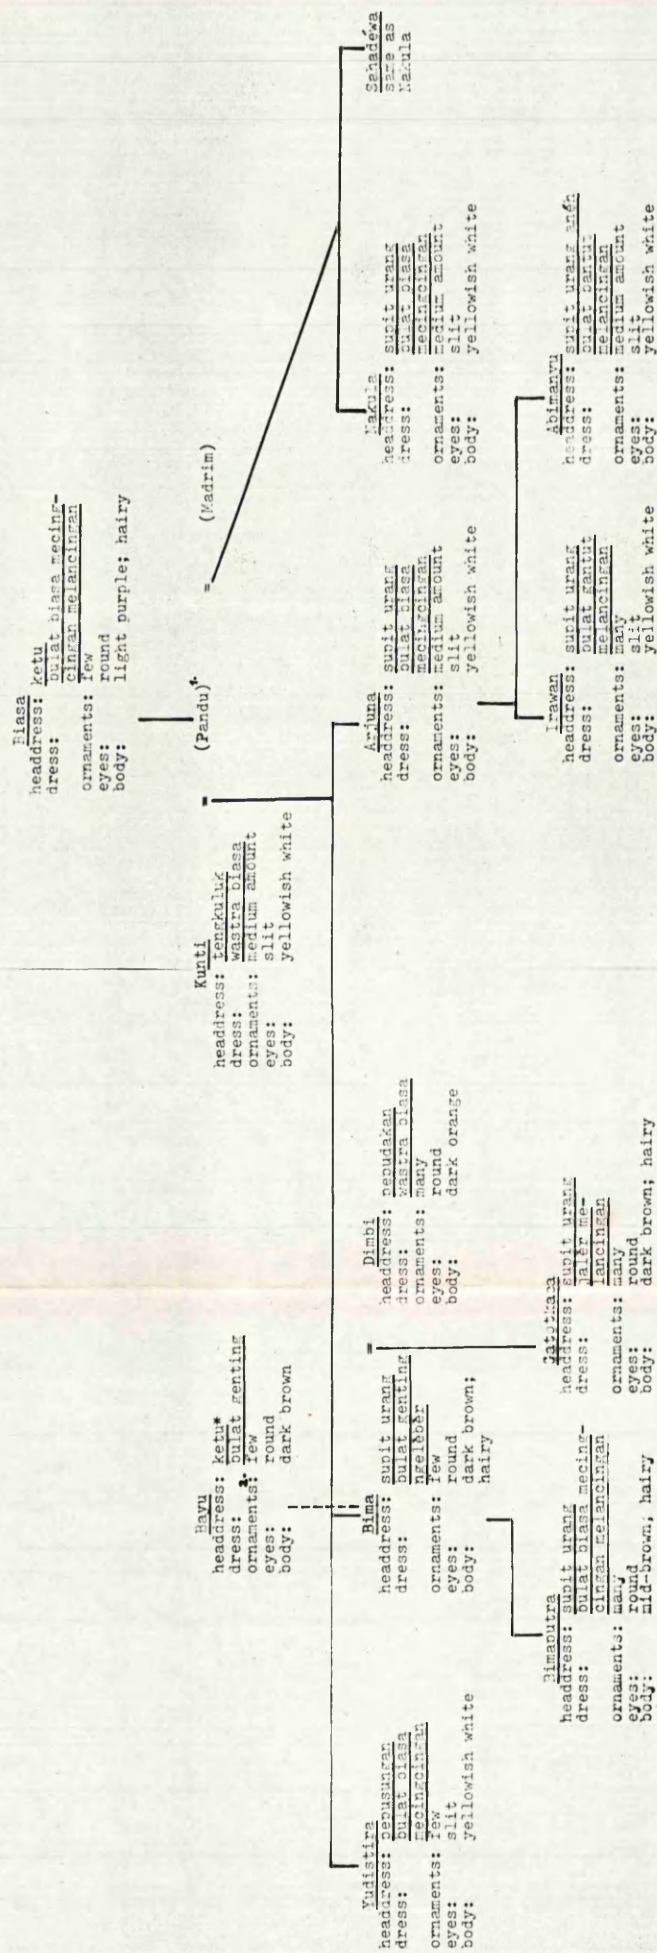 Biasa
headdress: ketu
dress: bulat biasa mecing-
cingan melancingan
ornaments: few
eyes: round
body: light purple; hairy
(Pandu)1.
=
=
(Madrim)
Kunti
headdress: tengkuluk
dress: wastra biasa
ornaments: medium amount
eyes: slit
body: yellowish white
Bayu
headdress: ketu*
dress: bulat genting
2.
ornaments: few
eyes: round
body: dark brown
Yudistira
headdress: pepusungan
dress: bulat biasa
mecingcingan
ornaments: few
eyes: slit
body: yellowish white
Bima
headdress: supit urang
dress: bulat genting
ngelèbèr
ornaments: few
eyes: round
body: dark brown;
hairy
=
Dimbi
headdress: pepudakan
dress: wastra biasa
ornaments: many
eyes: round
body: dark orange
Arjuna
headdress: supit urang
dress: bulat biasa
mecingcingan
ornaments: medium amount
eyes: slit
body: yellowish white
Nakula
headdress: supit urang
dress: bulat biasa
mecingcingan
ornaments: medium amount
eyes: slit
body: yellowish white
Sahadéwa
same as
Nakula
Bimaputra
headdress: supit urang
dress: bulat biasa mecing-
cingan melancingan
ornaments: many
eyes: round
body: mid-brown; hairy
Gatotkaca
headdress: supit urang
dress: jalèr me-
lancingan
ornaments: many
eyes: round
body: dark brown; hairy
Irawan
headdress: supit urang
dress: bulat gantut
melancingan
ornaments: many
eyes: slit
body: yellowish white
Abimanyu
headdress: supit urang anéh
dress: bulat bantut
melancingan
ornaments: medium amount
eyes: slit
body: yellowish white